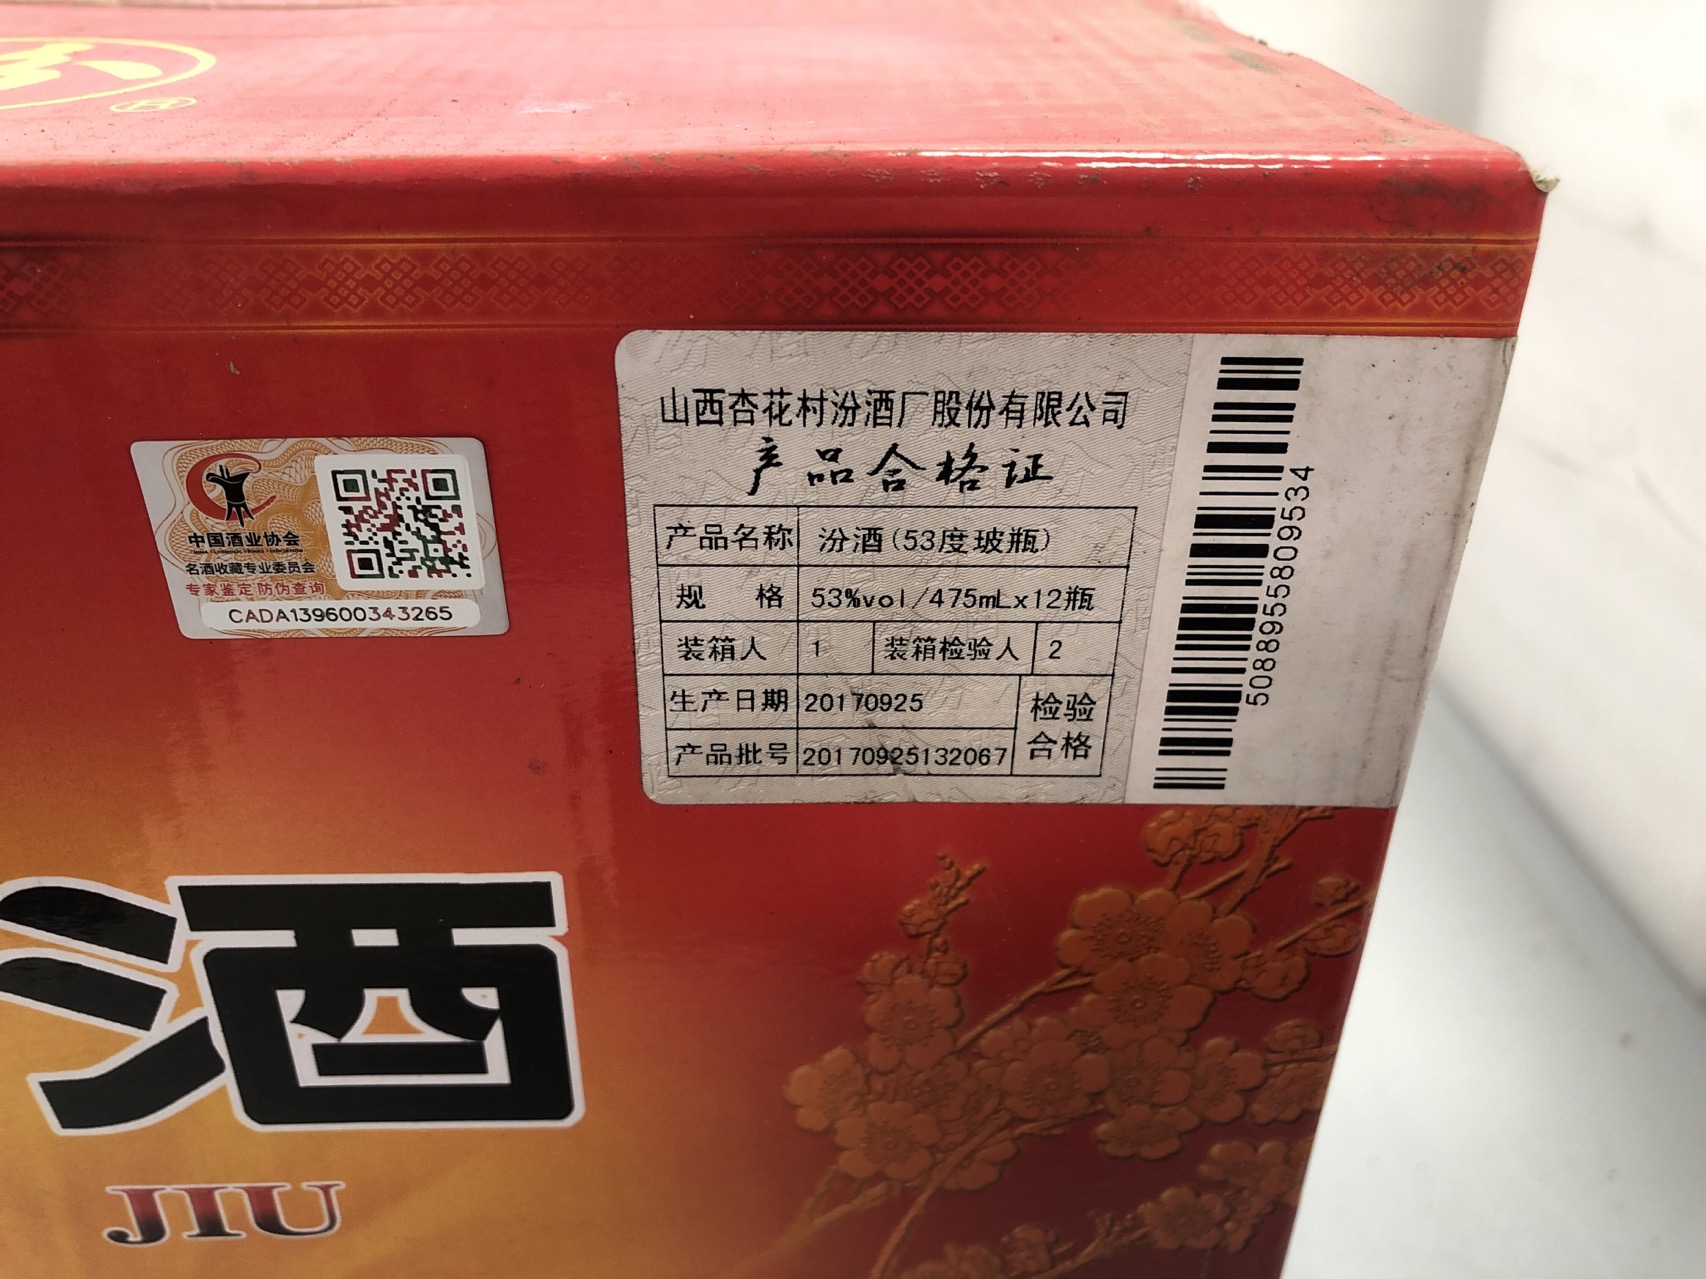 汾
®
山西杏花村汾酒厂股份有限公司
产品合格证
产品名称 汾酒(53度玻瓶)
规 格 53%vol/475mLx12瓶
装箱人 1 装箱检验人 2
生产日期 20170925 检验
产品批号 20170925132067 合格
5088955809534
中国酒业协会
名酒收藏专业委员会
专家鉴定 防伪查询
CADA139600343265
酒
JIU